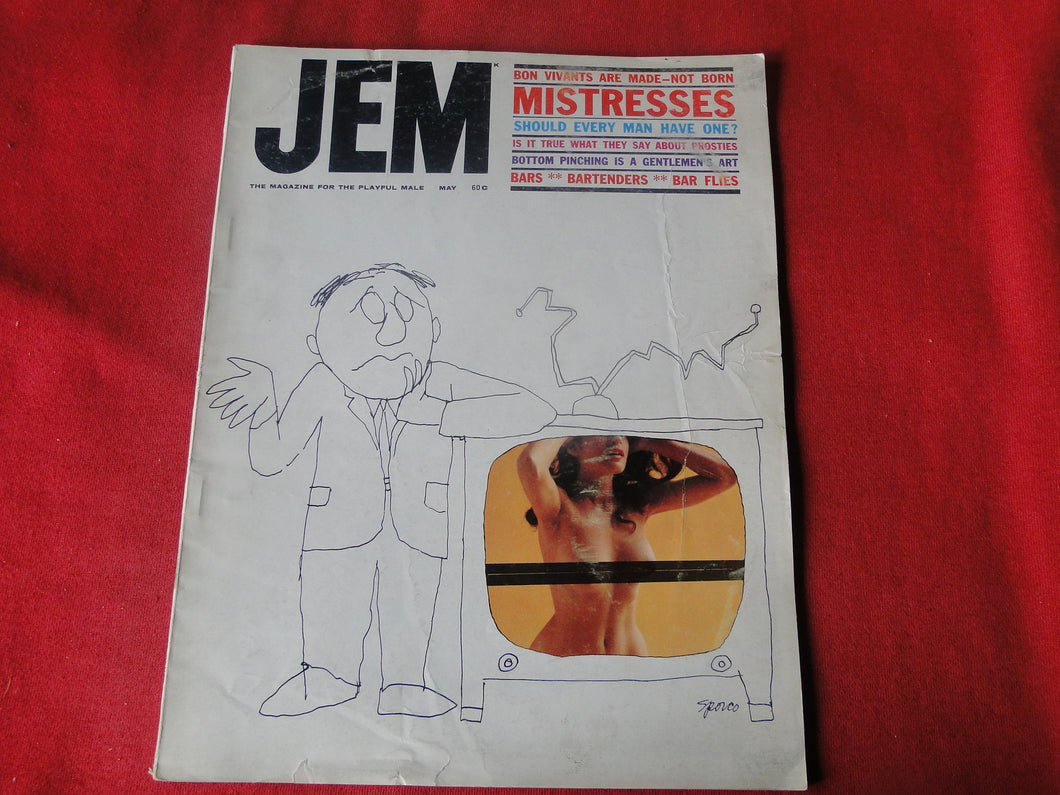 JEM
K
THE MAGAZINE FOR THE PLAYFUL MALE MAY 60C
BON VIVANTS ARE MADE–NOT BORN
MISTRESSES
SHOULD EVERY MAN HAVE ONE?
IS IT TRUE WHAT THEY SAY ABOUT PROSTIES
BOTTOM PINCHING IS A GENTLEMEN'S ART
BARS ** BARTENDERS ** BAR FLIES